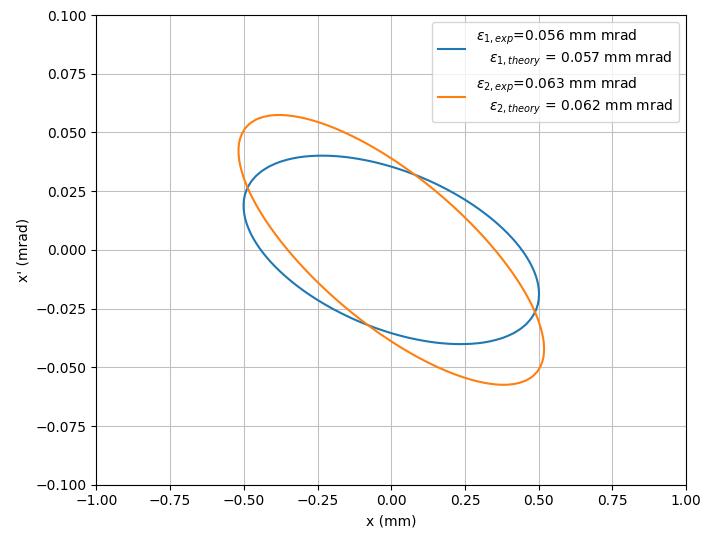 0.100
0.075
0.050
0.025
0.000
−0.025
−0.050
−0.075
−0.100
x' (mrad)
ε1,exp=0.056 mm mrad
ε1,theory = 0.057 mm mrad
ε2,exp=0.063 mm mrad
ε2,theory = 0.062 mm mrad
−1.00 −0.75 −0.50 −0.25 0.00 0.25 0.50 0.75 1.00
x (mm)